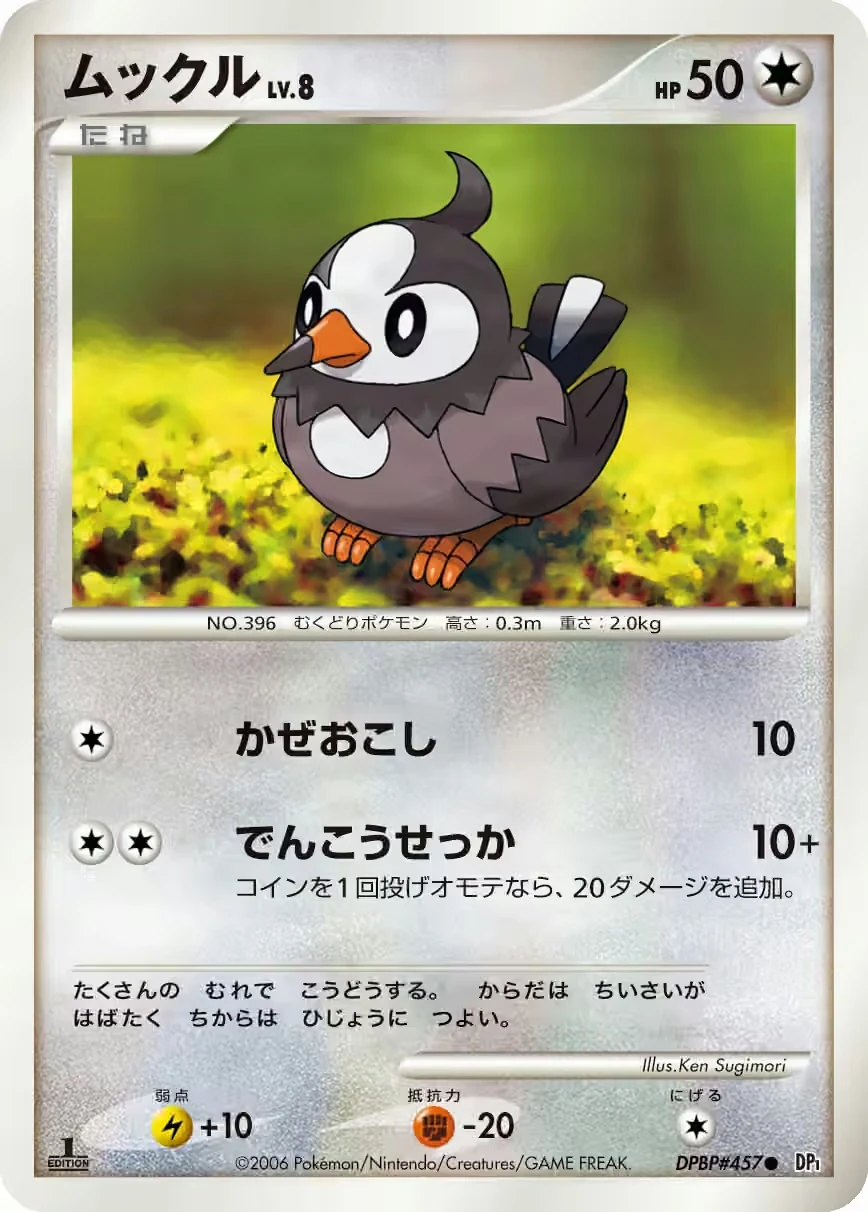 ムックル LV.8 HP 50
たね
NO.396 むくどりポケモン 高さ:0.3m 重さ:2.0kg
かぜおこし 10
でんこうせっか 10+
コインを1回投げオモテなら、20ダメージを追加。
たくさんの むれで こうどうする。 からだは ちいさいが
はばたく ちからは ひじょうに つよい。
Illus.Ken Sugimori
弱点 抵抗力 にげる
+10 -20
1 EDITION ©2006 Pokémon/Nintendo/Creatures/GAME FREAK. DPBP#457● DP1